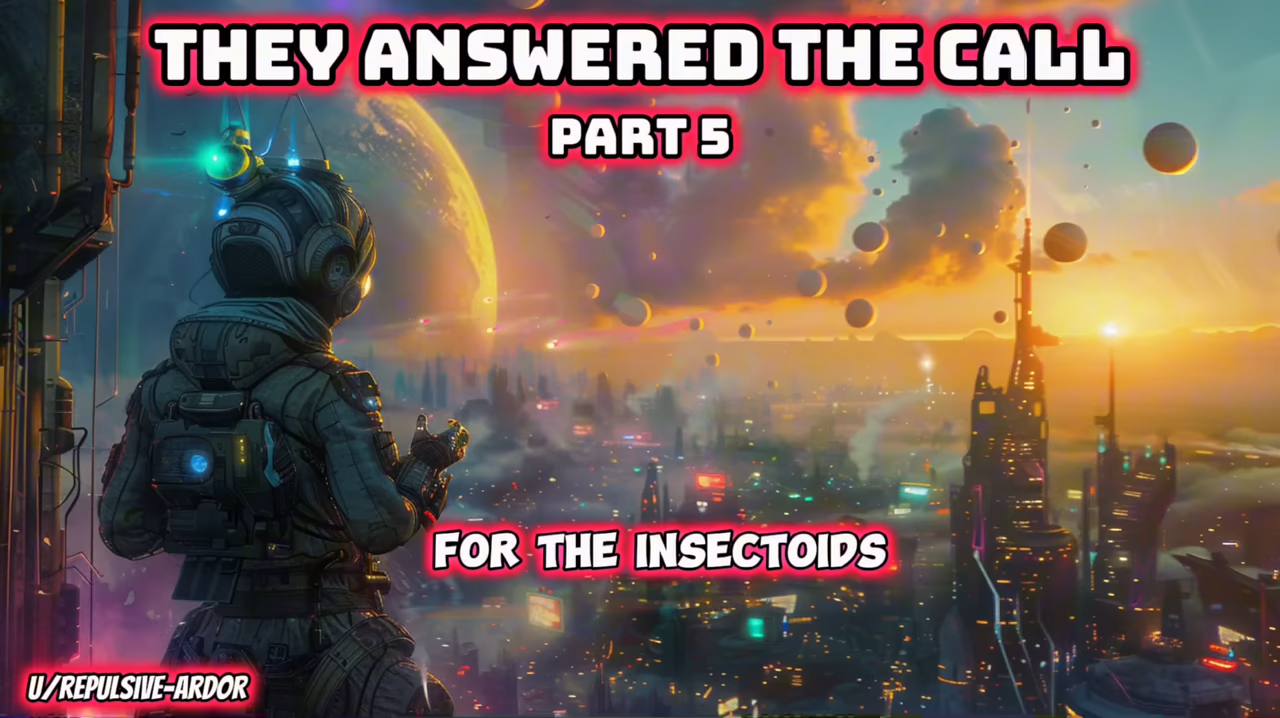 THEY ANSWERED THE CALL
PART 5
FOR THE INSECTOIDS
U/REPULSIVE-ARDOR